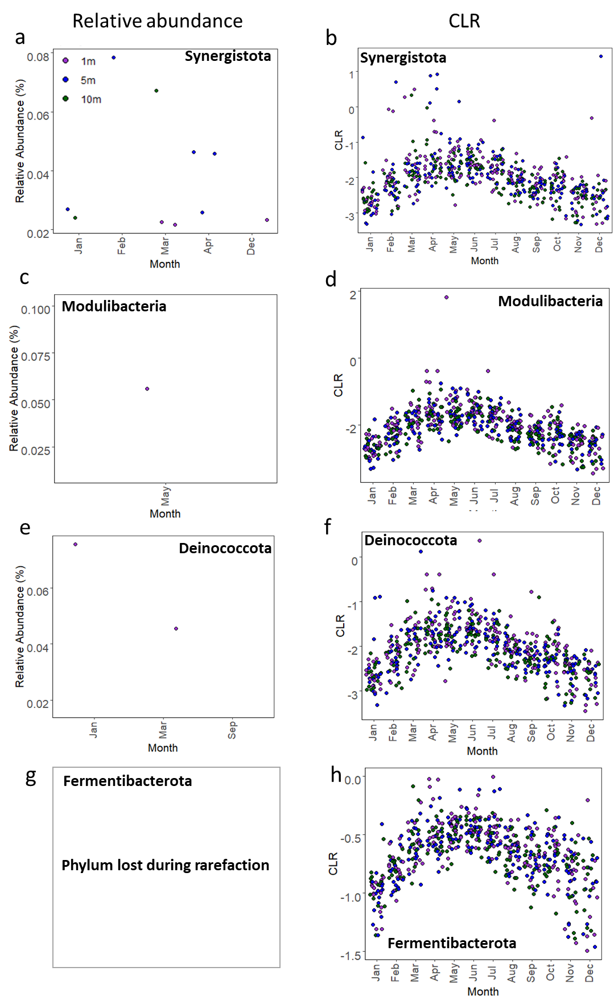 Relative abundance
CLR
a
Synergistota
1m
5m
10m
0.08
0.06
0.04
0.02
Relative Abundance (%)
Jan Feb Mar Apr Dec
Month
b
Synergistota
1
0
-1
-2
-3
CLR
Jan Feb Mar Apr May Jun Jul Aug Sep Oct Nov Dec
Month
c
Modulibacteria
0.100
0.075
0.050
0.025
Relative Abundance (%)
May
Month
d
Modulibacteria
2
0
-2
CLR
Jan Feb Mar Apr May Jun Jul Aug Sep Oct Nov Dec
e
Deinococcota
0.06
0.04
0.02
Relative Abundance (%)
Jan Mar Sep
Month
f
Deinococcota
0
-1
-2
-3
CLR
Jan Feb Mar Apr May Jun Jul Aug Sep Oct Nov Dec
Month
g
Fermentibacterota
Phylum lost during rarefaction
h
0.0
-0.5
-1.0
-1.5
CLR
Fermentibacterota
Jan Feb Mar Apr May Jun Jul Aug Sep Oct Nov Dec
Month